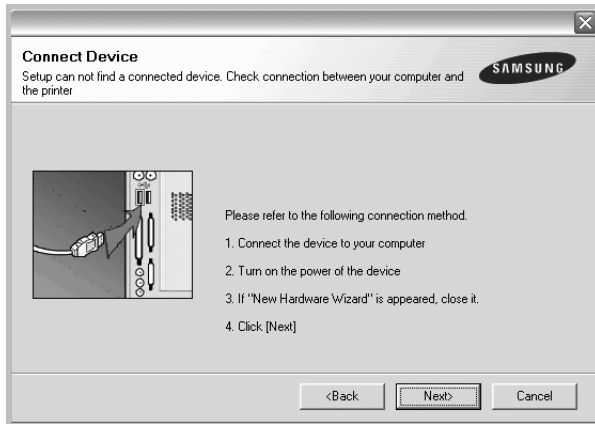 Connect Device
Setup can not find a connected device. Check connection between your computer and
the printer
SAMSUNG
Please refer to the following connection method.
1. Connect the device to your computer
2. Turn on the power of the device
3. If "New Hardware Wizard" is appeared, close it.
4. Click [Next]
<Back
Next>
Cancel